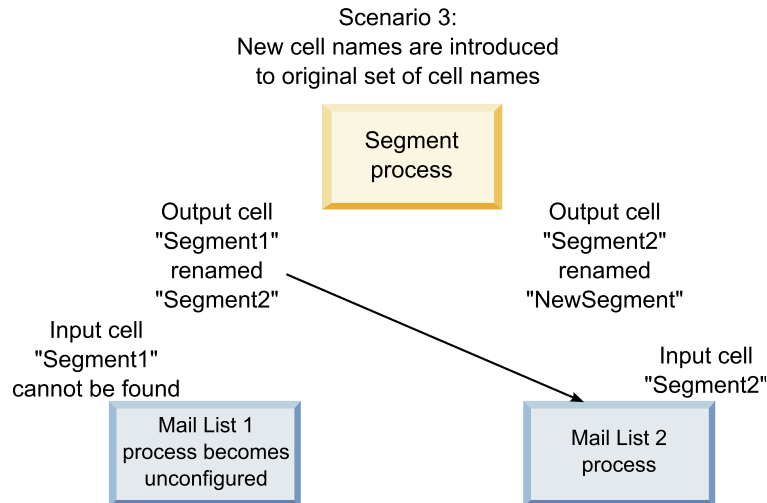 Scenario 3:
New cell names are introduced
to original set of cell names
Segment
process
Output cell
"Segment1"
renamed
"Segment2"
Output cell
"Segment2"
renamed
"NewSegment"
Input cell
"Segment1"
cannot be found
Input cell
"Segment2"
Mail List 1
process becomes
unconfigured
Mail List 2
process